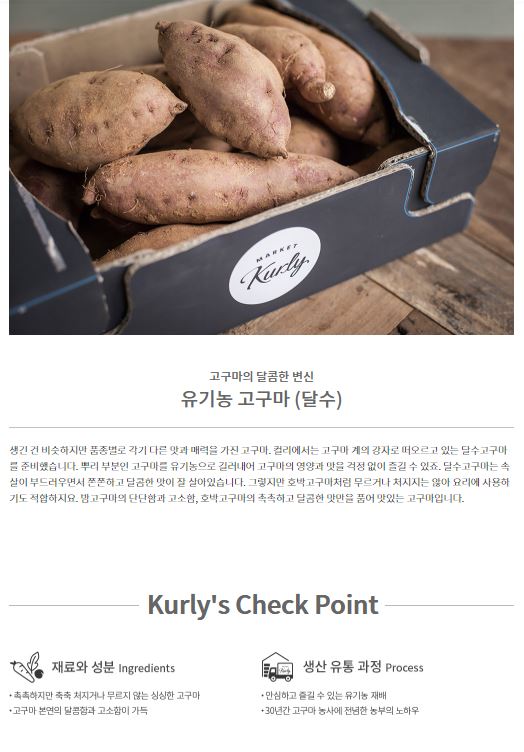 MARKET
Kurly
고구마의 달콤한 변신
유기농 고구마 (달수)
생긴 건 비슷하지만 품종별로 각기 다른 맛과 매력을 가진 고구마. 컬리에서는 고구마 계의 강자로 떠오르고 있는 달수고구마
를 준비했습니다. 뿌리 부분인 고구마를 유기농으로 길러내어 고구마의 영양과 맛을 걱정 없이 즐길 수 있죠. 달수고구마는 속
살이 부드러우면서 쫀쫀하고 달콤한 맛이 잘 살아있습니다. 그렇지만 호박고구마처럼 무르거나 처지지는 않아 요리에 사용하
기도 적합하지요. 밤고구마의 단단함과 고소함, 호박고구마의 촉촉하고 달콤한 맛만을 품어 맛있는 고구마입니다.
Kurly's Check Point
재료와 성분 Ingredients
• 촉촉하지만 축축 처지거나 무르지 않는 싱싱한 고구마
• 고구마 본연의 달콤함과 고소함이 가득
생산 유통 과정 Process
• 안심하고 즐길 수 있는 유기농 재배
• 30년간 고구마 농사에 전념한 농부의 노하우